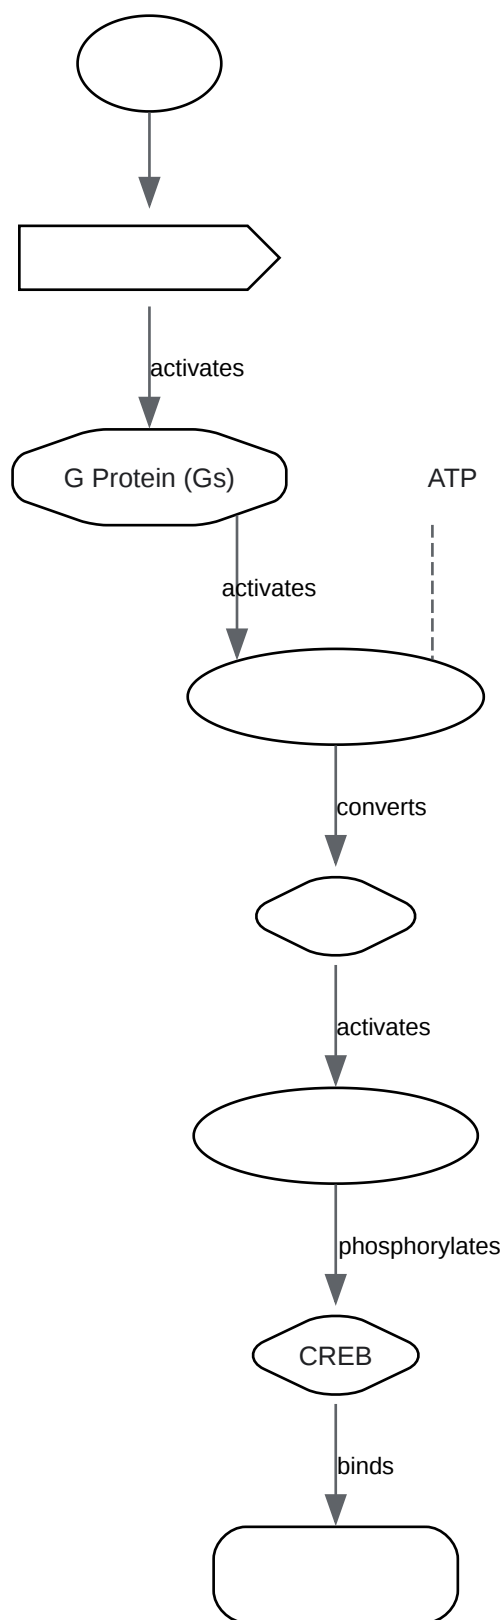 activates
G Protein (Gs)
ATP
activates
converts
activates
phosphorylates
CREB
binds